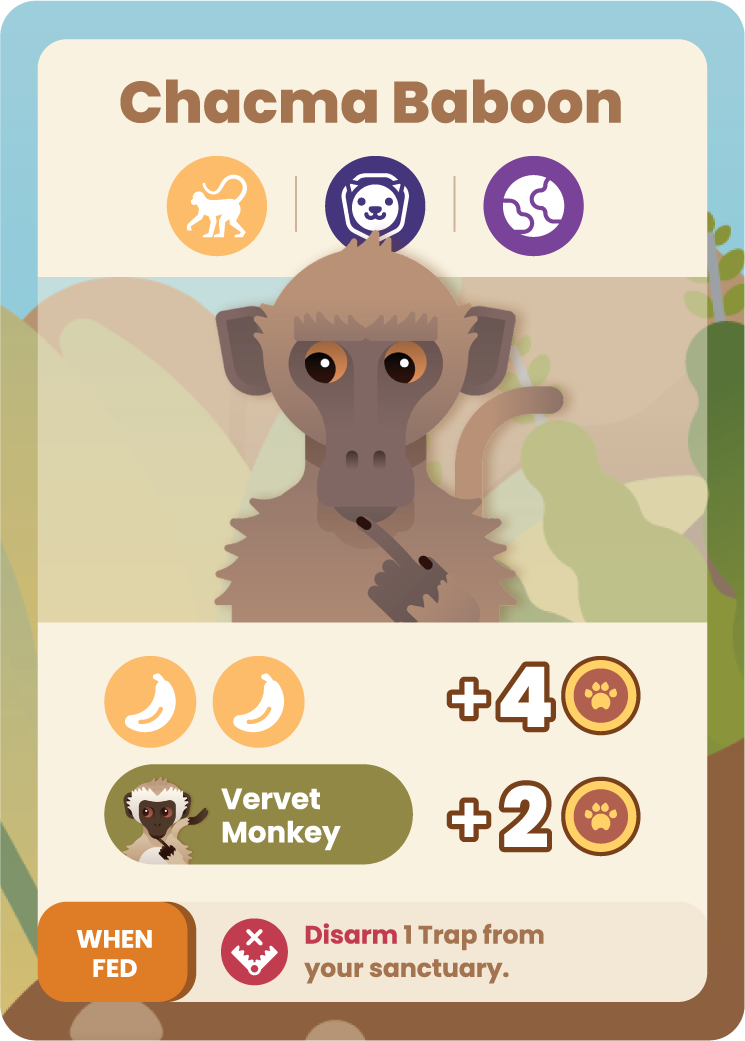 Chacma Baboon
+4
Vervet
Monkey
+2
WHEN
FED
Disarm 1 Trap from
your sanctuary.